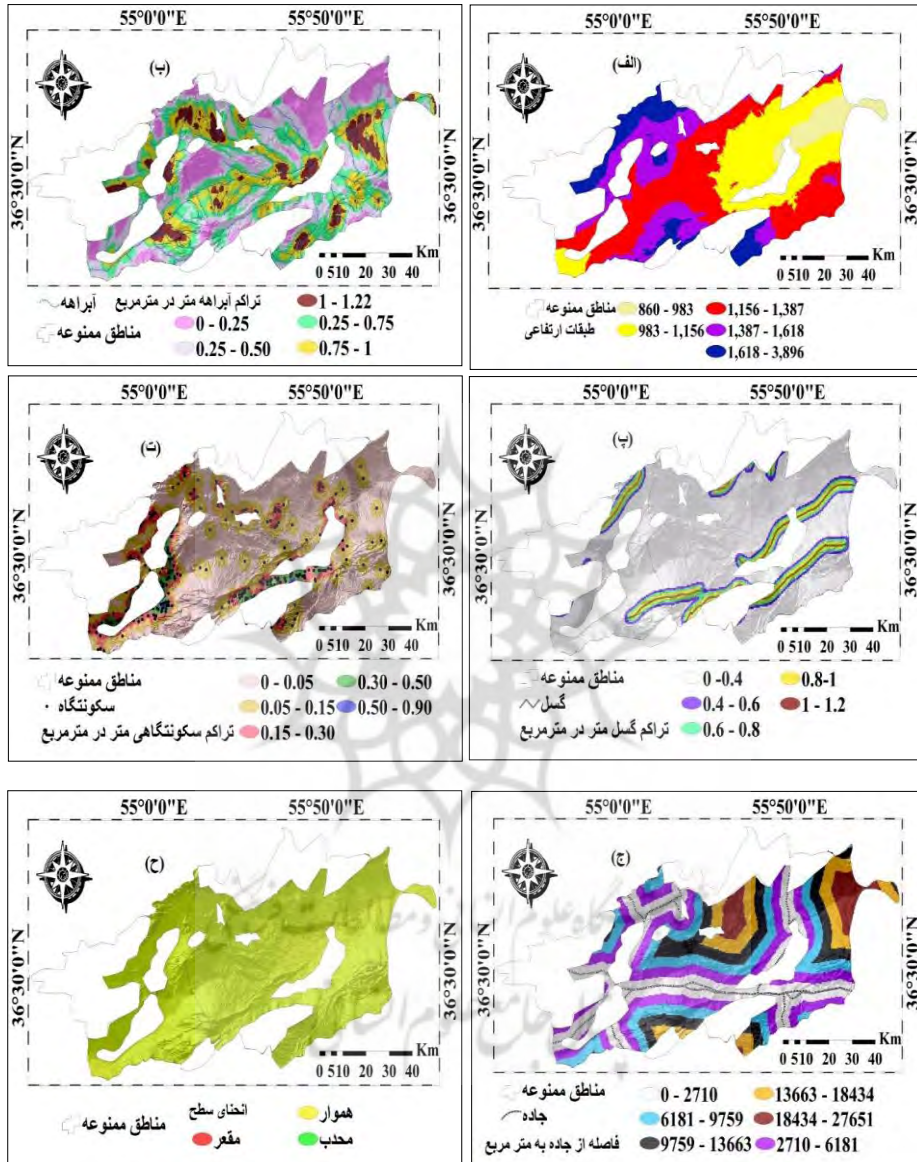 55°0'0"E 55°50'0"E
(الف)
36°30'0"N
36°30'0"N
Km
0 5 10 20 30 40
مناطق ممنوعه
طبقات ارتفاعی
860 - 983
983 - 1,156
1,156 - 1,387
1,387 - 1,618
1,618 - 3,896
55°0'0"E 55°50'0"E
(ب)
36°30'0"N
36°30'0"N
Km
0 5 10 20 30 40
آبراهه
تراکم آبراهه متر در مترمربع
مناطق ممنوعه
0 - 0.25
0.25 - 0.50
0.25 - 0.75
0.75 - 1
1 - 1.22
55°0'0"E 55°50'0"E
(پ)
36°30'0"N
36°30'0"N
Km
0 5 10 20 30 40
مناطق ممنوعه
گسل
تراکم گسل متر در مترمربع
0 -0.4
0.4 - 0.6
0.6 - 0.8
0.8-1
1 - 1.2
55°0'0"E 55°50'0"E
(ت)
36°30'0"N
36°30'0"N
Km
0 5 10 20 30 40
مناطق ممنوعه
سکونتگاه
تراکم سکونتگاهی متر در مترمربع
0 - 0.05
0.05 - 0.15
0.15 - 0.30
0.30 - 0.50
0.50 - 0.90
55°0'0"E 55°50'0"E
(ج)
36°30'0"N
36°30'0"N
Km
0 5 10 20 30 40
مناطق ممنوعه
جاده
فاصله از جاده به متر مربع
0 - 2710
6181 - 9759
9759 - 13663
13663 - 18434
18434 - 27651
2710 - 6181
55°0'0"E 55°50'0"E
(ح)
36°30'0"N
36°30'0"N
Km
0 5 10 20 30 40
مناطق ممنوعه
انحنای سطح
مقعر
هموار
محدب